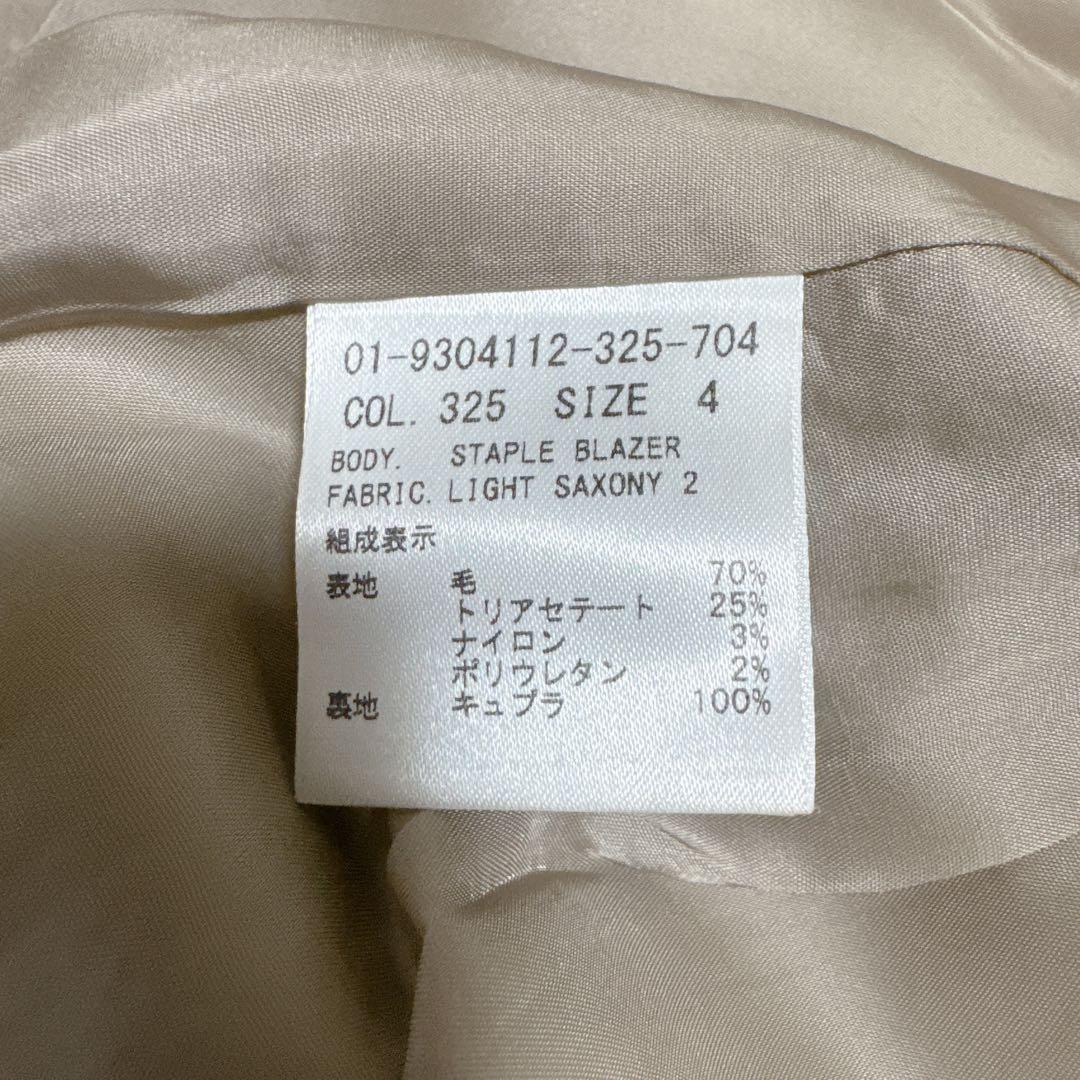 01-9304112-325-704
COL. 325 SIZE 4
BODY. STAPLE BLAZER
FABRIC. LIGHT SAXONY 2
組成表示
表地 毛 70%
トリアセテート 25%
ナイロン 3%
ポリウレタン 2%
裏地 キュプラ 100%